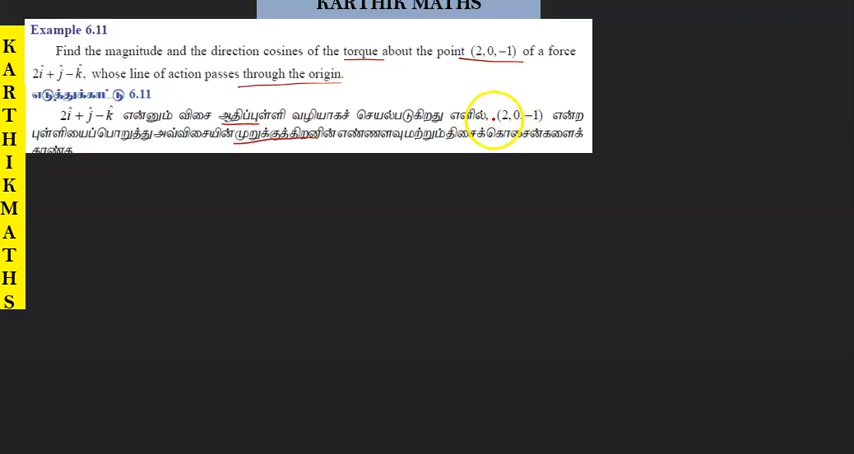 KARTHIK MATHS
K
A
R
T
H
I
K
M
A
T
H
S
Example 6.11
Find the magnitude and the direction cosines of the torque about the point (2,0,−1) of a force
2î + ĵ − k̂, whose line of action passes through the origin.
எடுத்துக்காட்டு 6.11
2î + ĵ − k̂ என்னும் விசை ஆதிப்புள்ளி வழியாகச் செயல்படுகிறது எனில், (2,0,−1) என்ற
புள்ளியைப்பொறுத்து அவ்விசையின் முறுக்குத்திறனின் எண்ணளவு மற்றும் திசைக்கொசைன்களைக்
காண்க